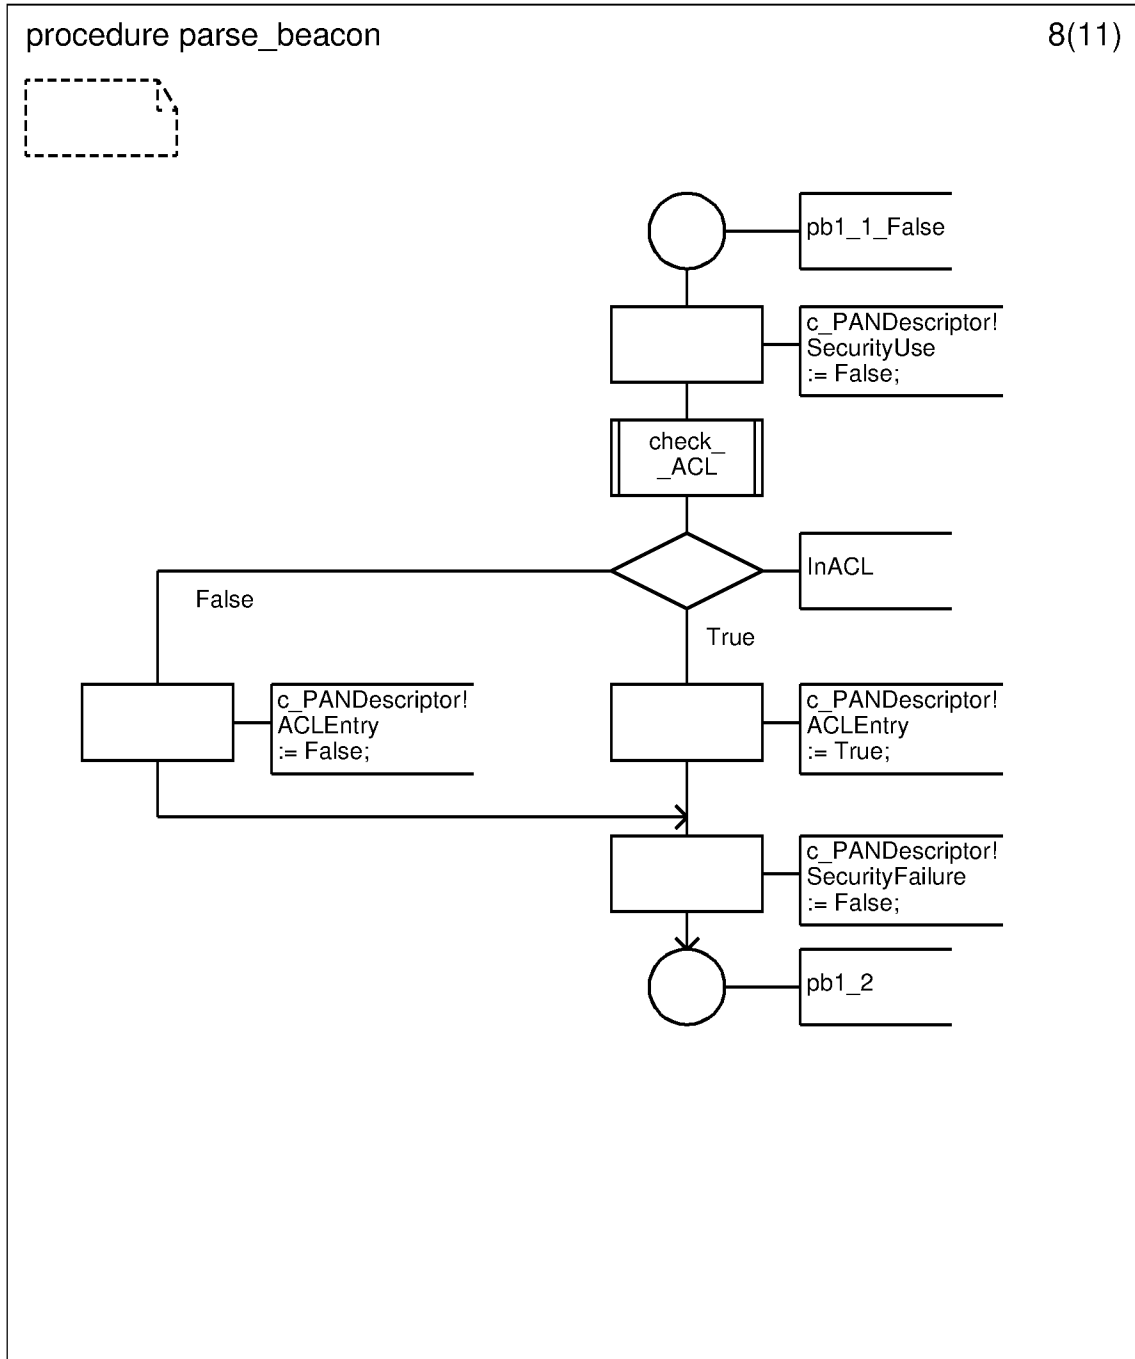 procedure parse_beacon
8(11)
pb1_1_False
c_PANDescriptor!
SecurityUse
:= False;
check_
_ACL
InACL
False
True
c_PANDescriptor!
ACLEntry
:= False;
c_PANDescriptor!
ACLEntry
:= True;
c_PANDescriptor!
SecurityFailure
:= False;
pb1_2